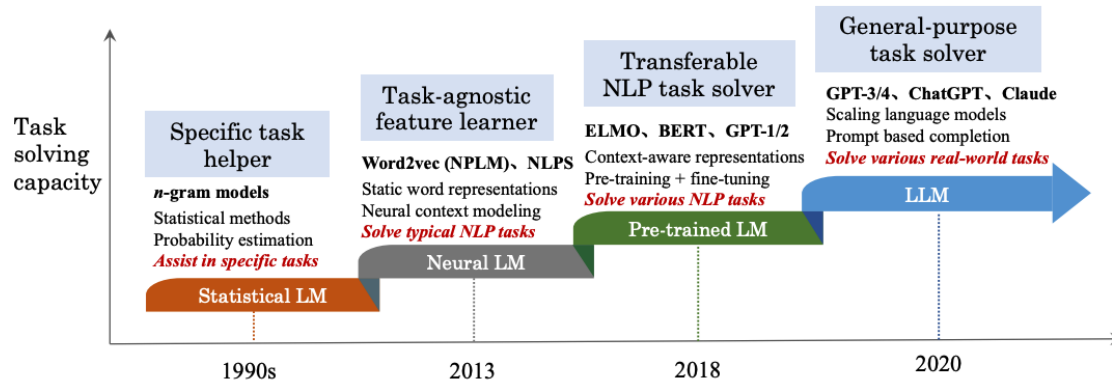 Task
solving
capacity
Specific task
helper
n-gram models
Statistical methods
Probability estimation
Assist in specific tasks
Statistical LM
1990s
Task-agnostic
feature learner
Word2vec (NPLM)、NLPS
Static word representations
Neural context modeling
Solve typical NLP tasks
Neural LM
2013
Transferable
NLP task solver
ELMO、BERT、GPT-1/2
Context-aware representations
Pre-training + fine-tuning
Solve various NLP tasks
Pre-trained LM
2018
General-purpose
task solver
GPT-3/4、ChatGPT、Claude
Scaling language models
Prompt based completion
Solve various real-world tasks
LLM
2020